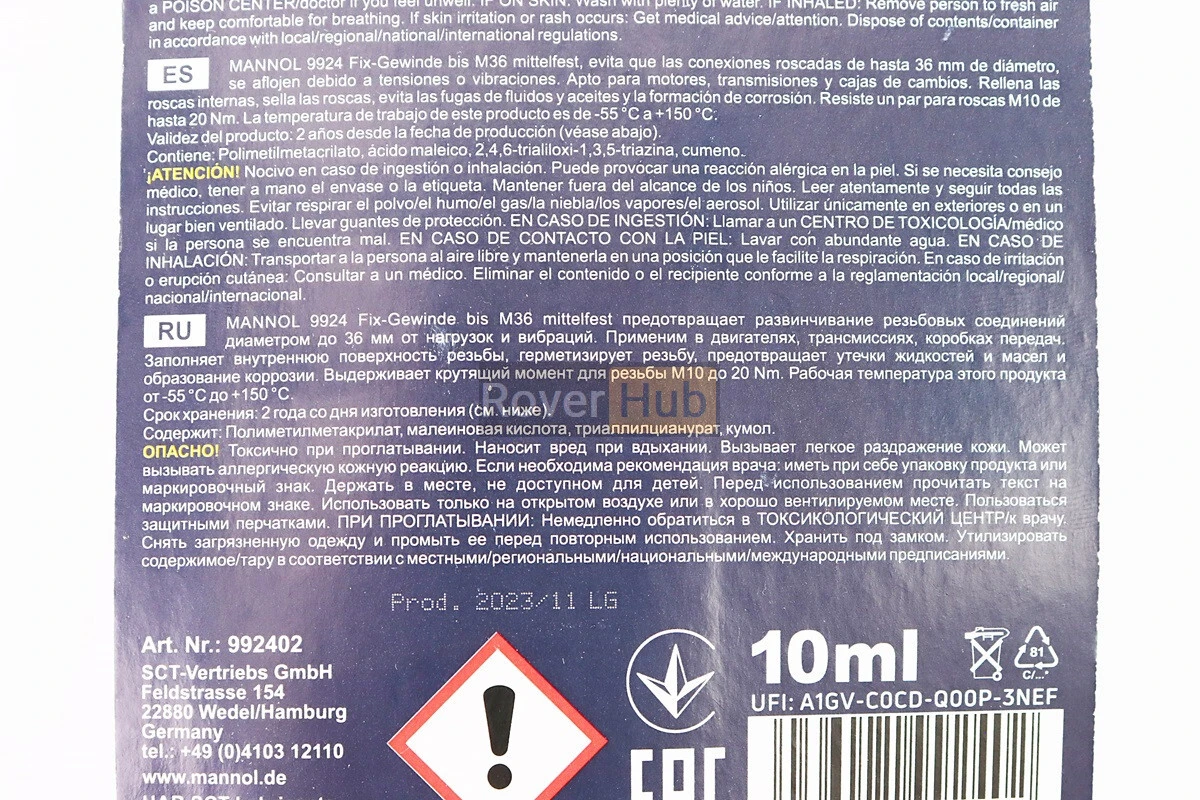 a POISON CENTER/doctor if you feel unwell. IF ON SKIN: Wash with plenty of water. IF INHALED: Remove person to fresh air
and keep comfortable for breathing. If skin irritation or rash occurs: Get medical advice/attention. Dispose of contents/container
in accordance with local/regional/national/international regulations.
ES MANNOL 9924 Fix-Gewinde bis M36 mittelfest, evita que las conexiones roscadas de hasta 36 mm de diámetro,
se aflojen debido a tensiones o vibraciones. Apto para motores, transmisiones y cajas de cambios. Rellena las
roscas internas, sella las roscas, evita las fugas de fluidos y aceites y la formación de corrosión. Resiste un par para roscas M10 de
hasta 20 Nm. La temperatura de trabajo de este producto es de -55 °C a +150 °C.
Validez del producto: 2 años desde la fecha de producción (véase abajo).
Contiene: Polimetilmetacrilato, ácido maleico, 2,4,6-trialiloxi-1,3,5-triazina, cumeno.
¡ATENCIÓN! Nocivo en caso de ingestión o inhalación. Puede provocar una reacción alérgica en la piel. Si se necesita consejo
médico, tener a mano el envase o la etiqueta. Mantener fuera del alcance de los niños. Leer atentamente y seguir todas las
instrucciones. Evitar respirar el polvo/el humo/el gas/la niebla/los vapores/el aerosol. Utilizar únicamente en exteriores o en un
lugar bien ventilado. Llevar guantes de protección. EN CASO DE INGESTIÓN: Llamar a un CENTRO DE TOXICOLOGÍA/médico
si la persona se encuentra mal. EN CASO DE CONTACTO CON LA PIEL: Lavar con abundante agua. EN CASO DE
INHALACIÓN: Transportar a la persona al aire libre y mantenerla en una posición que le facilite la respiración. En caso de irritación
o erupción cutánea: Consultar a un médico. Eliminar el contenido o el recipiente conforme a la reglamentación local/regional/
nacional/internacional.
RU MANNOL 9924 Fix-Gewinde bis M36 mittelfest предотвращает развинчивание резьбовых соединений
диаметром до 36 мм от нагрузок и вибраций. Применим в двигателях, трансмиссиях, коробках передач.
Заполняет внутреннюю поверхность резьбы, герметизирует резьбу, предотвращает утечки жидкостей и масел и
образование коррозии. Выдерживает крутящий момент для резьбы M10 до 20 Nm. Рабочая температура этого продукта
от -55 °C до +150 °C.
Rover Hub
Срок хранения: 2 года со дня изготовления (см. ниже).
Содержит: Полиметилметакрилат, малеиновая кислота, триаллилцианурат, кумол.
ОПАСНО! Токсично при проглатывании. Наносит вред при вдыхании. Вызывает легкое раздражение кожи. Может
вызывать аллергическую кожную реакцию. Если необходима рекомендация врача: иметь при себе упаковку продукта или
маркировочный знак. Держать в месте, не доступном для детей. Перед использованием прочитать текст на
маркировочном знаке. Использовать только на открытом воздухе или в хорошо вентилируемом месте. Пользоваться
защитными перчатками. ПРИ ПРОГЛАТЫВАНИИ: Немедленно обратиться в ТОКСИКОЛОГИЧЕСКИЙ ЦЕНТР/к врачу.
Снять загрязненную одежду и промыть ее перед повторным использованием. Хранить под замком. Утилизировать
содержимое/тару в соответствии с местными/региональными/национальными/международными предписаниями.
Prod. 2023/11 LG
Art. Nr.: 992402
SCT-Vertriebs GmbH
Feldstrasse 154
22880 Wedel/Hamburg
Germany
tel.: +49 (0)4103 12110
www.mannol.de
10ml
81
C/...*
UFI: A1GV-C0CD-Q00P-3NEF
EAC